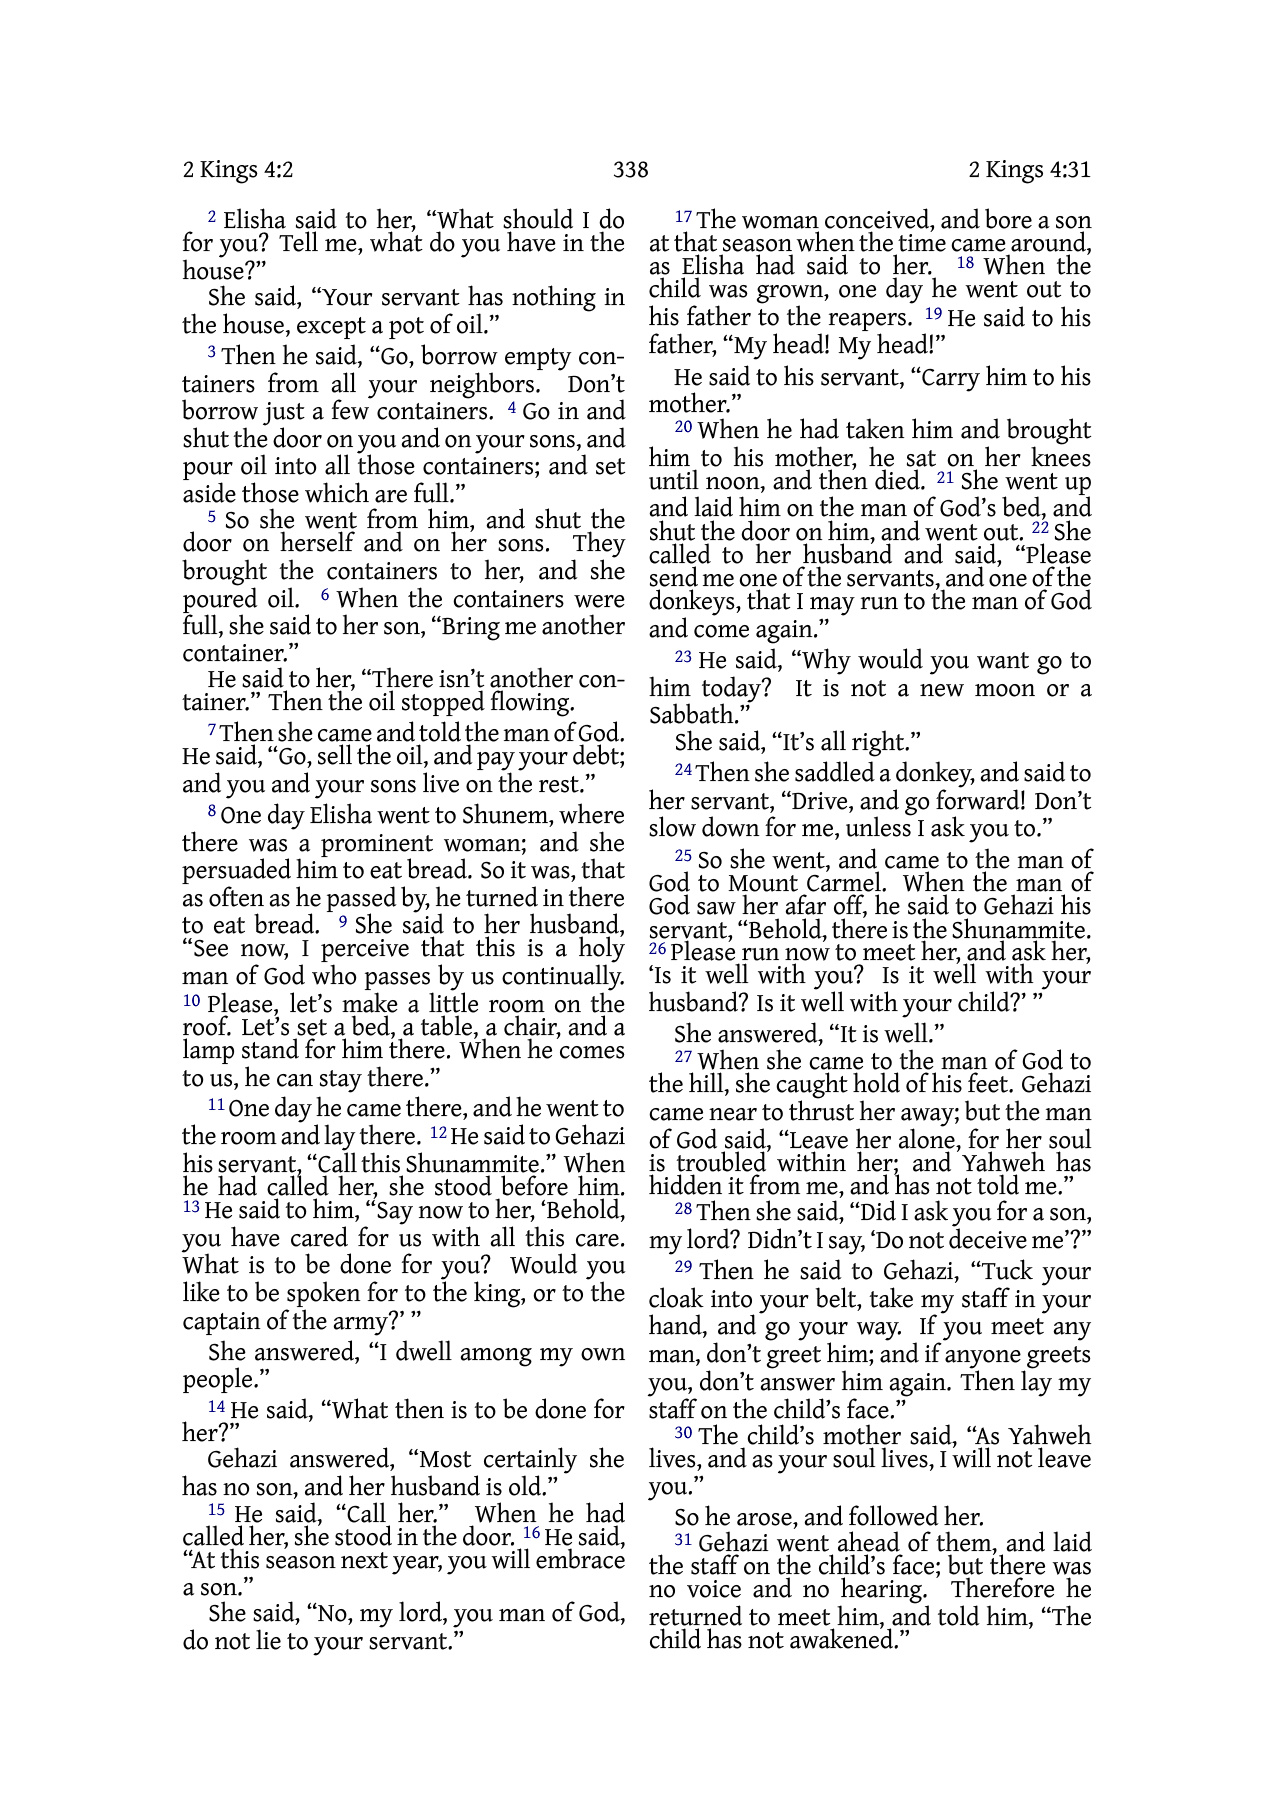 2 Kings 4:2 338 2 Kings 4:31
2 Elisha said to her, “What should I do
for you? Tell me, what do you have in the
house?”
She said, “Your servant has nothing in
the house, except a pot of oil.”
3 Then he said, “Go, borrow empty con-
tainers from all your neighbors. Don’t
borrow just a few containers. 4 Go in and
shut the door on you and on your sons, and
pour oil into all those containers; and set
aside those which are full.”
5 So she went from him, and shut the
door on herself and on her sons. They
brought the containers to her, and she
poured oil. 6 When the containers were
full, she said to her son, “Bring me another
container.”
He said to her, “There isn’t another con-
tainer.” Then the oil stopped flowing.
7 Then she came and told the man of God.
He said, “Go, sell the oil, and pay your debt;
and you and your sons live on the rest.”
8 One day Elisha went to Shunem, where
there was a prominent woman; and she
persuaded him to eat bread. So it was, that
as often as he passed by, he turned in there
to eat bread. 9 She said to her husband,
“See now, I perceive that this is a holy
man of God who passes by us continually.
10 Please, let’s make a little room on the
roof. Let’s set a bed, a table, a chair, and a
lamp stand for him there. When he comes
to us, he can stay there.”
11 One day he came there, and he went to
the room and lay there. 12 He said to Gehazi
his servant, “Call this Shunammite.” When
he had called her, she stood before him.
13 He said to him, “Say now to her, ‘Behold,
you have cared for us with all this care.
What is to be done for you? Would you
like to be spoken for to the king, or to the
captain of the army?’ ”
She answered, “I dwell among my own
people.”
14 He said, “What then is to be done for
her?”
Gehazi answered, “Most certainly she
has no son, and her husband is old.”
15 He said, “Call her.” When he had
called her, she stood in the door. 16 He said,
“At this season next year, you will embrace
a son.”
She said, “No, my lord, you man of God,
do not lie to your servant.”
17 The woman conceived, and bore a son
at that season when the time came around,
as Elisha had said to her. 18 When the
child was grown, one day he went out to
his father to the reapers. 19 He said to his
father, “My head! My head!”
He said to his servant, “Carry him to his
mother.”
20 When he had taken him and brought
him to his mother, he sat on her knees
until noon, and then died. 21 She went up
and laid him on the man of God’s bed, and
shut the door on him, and went out. 22 She
called to her husband and said, “Please
send me one of the servants, and one of the
donkeys, that I may run to the man of God
and come again.”
23 He said, “Why would you want go to
him today? It is not a new moon or a
Sabbath.”
She said, “It’s all right.”
24 Then she saddled a donkey, and said to
her servant, “Drive, and go forward! Don’t
slow down for me, unless I ask you to.”
25 So she went, and came to the man of
God to Mount Carmel. When the man of
God saw her afar off, he said to Gehazi his
servant, “Behold, there is the Shunammite.
26 Please run now to meet her, and ask her,
‘Is it well with you? Is it well with your
husband? Is it well with your child?’ ”
She answered, “It is well.”
27 When she came to the man of God to
the hill, she caught hold of his feet. Gehazi
came near to thrust her away; but the man
of God said, “Leave her alone, for her soul
is troubled within her; and Yahweh has
hidden it from me, and has not told me.”
28 Then she said, “Did I ask you for a son,
my lord? Didn’t I say, ‘Do not deceive me’?”
29 Then he said to Gehazi, “Tuck your
cloak into your belt, take my staff in your
hand, and go your way. If you meet any
man, don’t greet him; and if anyone greets
you, don’t answer him again. Then lay my
staff on the child’s face.”
30 The child’s mother said, “As Yahweh
lives, and as your soul lives, I will not leave
you.”
So he arose, and followed her.
31 Gehazi went ahead of them, and laid
the staff on the child’s face; but there was
no voice and no hearing. Therefore he
returned to meet him, and told him, “The
child has not awakened.”